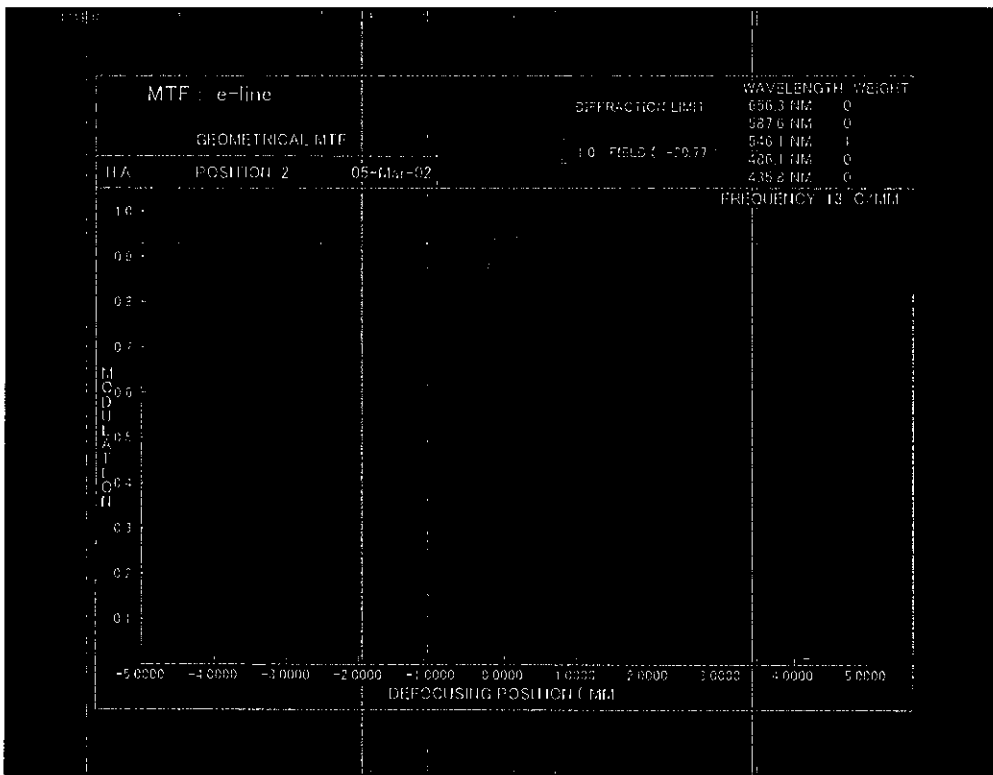 MTF : e-line
WAVELENGTH WEIGHT
DIFFRACTION LIMIT
656.3 NM 0
587.6 NM 0
GEOMETRICAL MTF
546.1 NM 1
1.0 FIELD (
486.1 NM 0
POSITION 2 05-Mar-02
435.8 NM 0
FREQUENCY 13 C/MM
1.0
0.9
0.8
0.7
0.6
0.5
0.4
0.3
0.2
0.1
MODULATION
-5.0000 -4.0000 -3.0000 -2.0000 -1.0000 0.0000 1.0000 2.0000 3.0000 4.0000 5.0000
DEFOCUSING POSITION ( MM